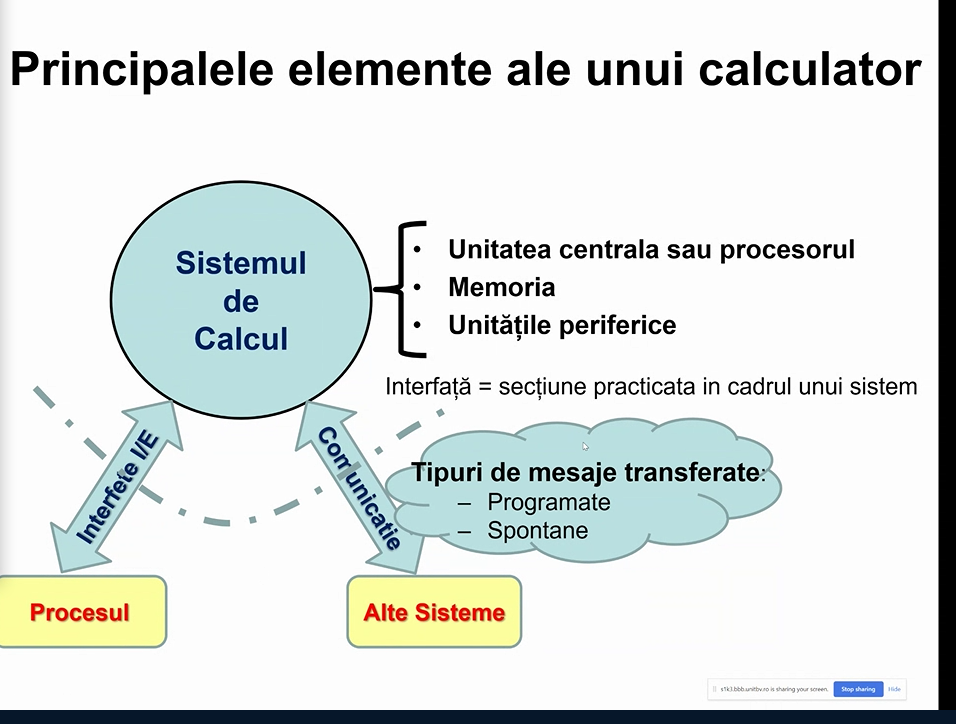 Principalele elemente ale unui calculator
Sistemul
de
Calcul
• Unitatea centrala sau procesorul
• Memoria
• Unitățile periferice
Interfață = secțiune practicata in cadrul unui sistem
Interfete I/E
Comunicatie
Tipuri de mesaje transferate:
– Programate
– Spontane
Procesul
Alte Sisteme
s1k3.bbb.unitbv.ro is sharing your screen. Stop sharing Hide